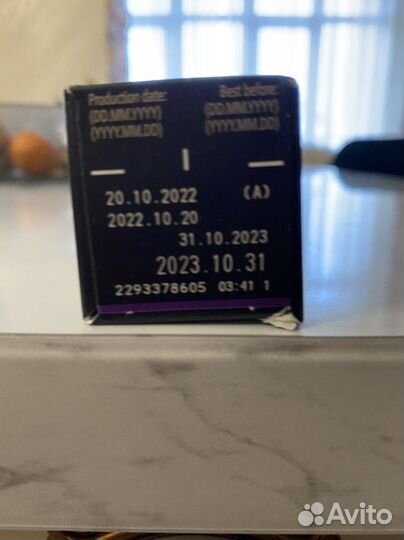 Production date: Best before:
(DD.MM.YYYY) (DD.MM.YYYY)
(YYYY.MM.DD) (YYYY.MM.DD)
20.10.2022 (A)
2022.10.20
31.10.2023
2023.10.31
2293378605 03:41 1
Avito